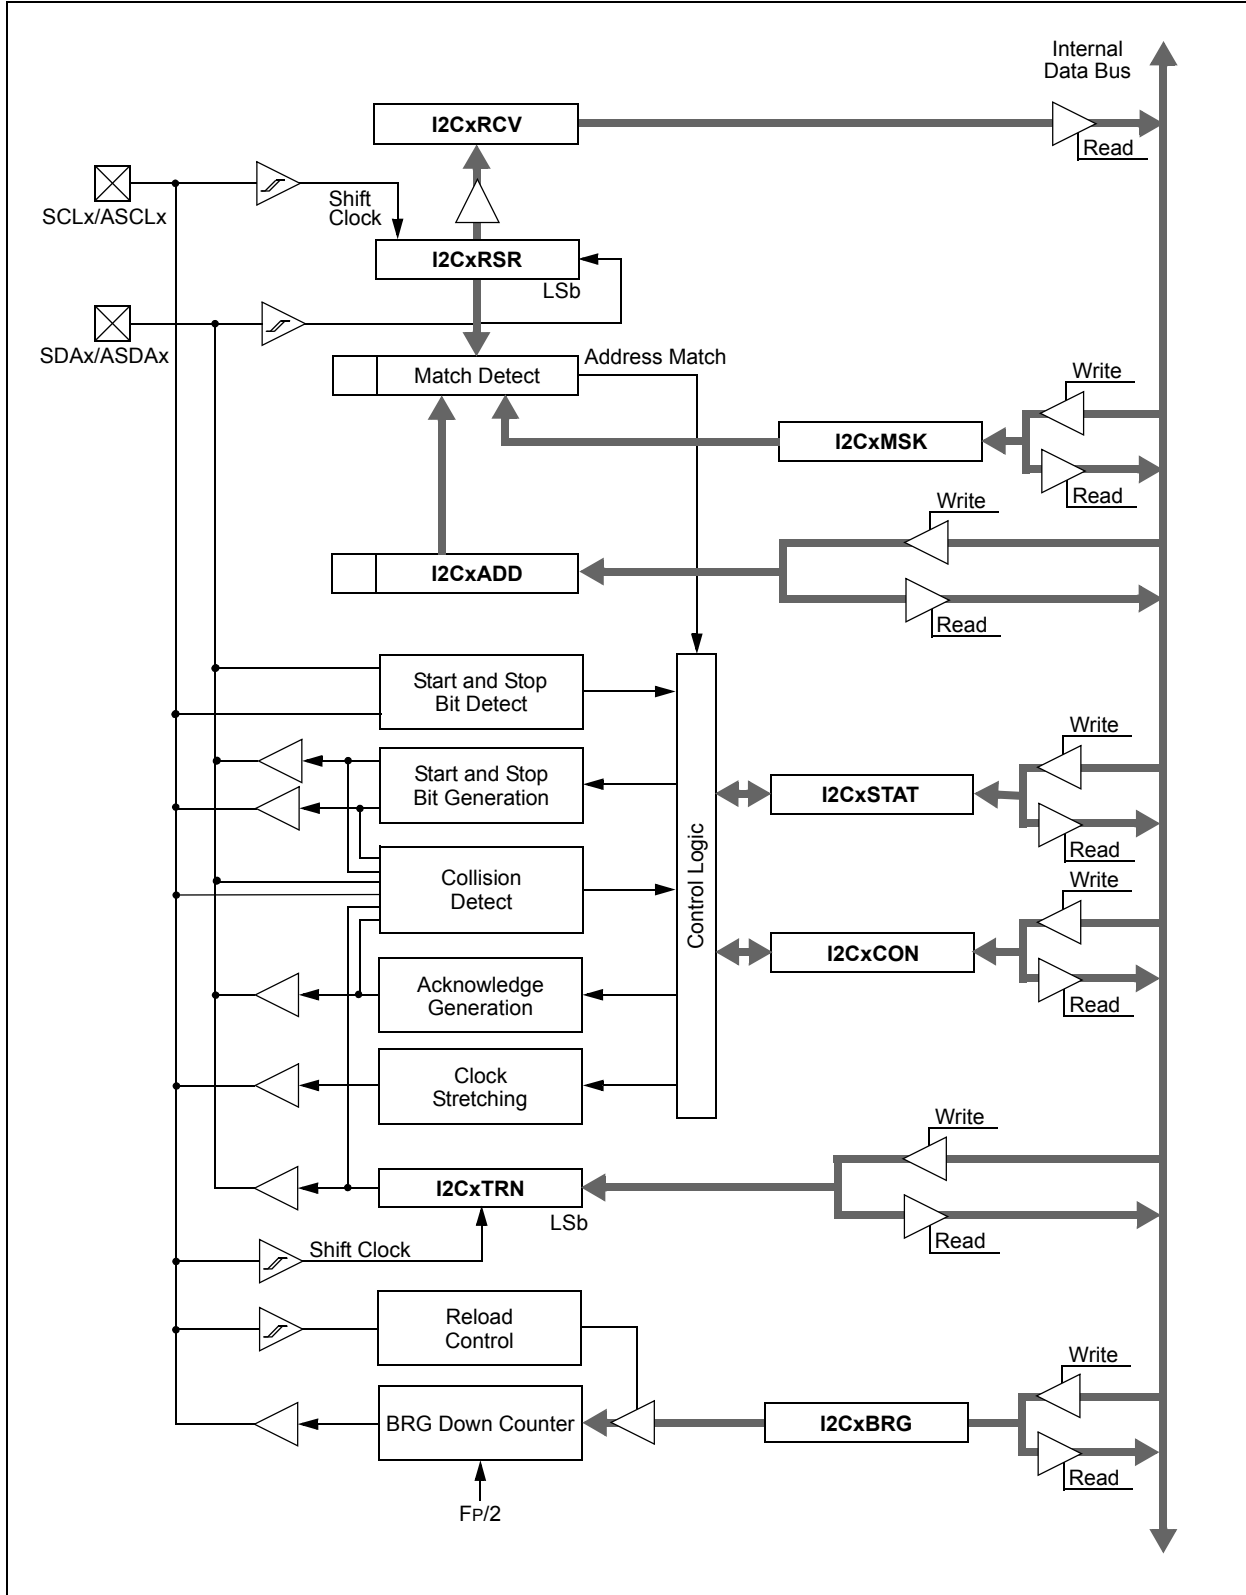 Internal
Data Bus
I2CxRCV
Read
SCLx/ASCLx
Shift
Clock
I2CxRSR
LSb
SDAx/ASDAx
Match Detect
Address Match
Write
I2CxMSK
Read
Write
I2CxADD
Read
Start and Stop
Bit Detect
Write
Start and Stop
Bit Generation
I2CxSTAT
Read
Control Logic
Collision
Detect
Write
I2CxCON
Read
Acknowledge
Generation
Clock
Stretching
Write
I2CxTRN
LSb
Read
Shift Clock
Reload
Control
Write
BRG Down Counter
I2CxBRG
Read
FP/2